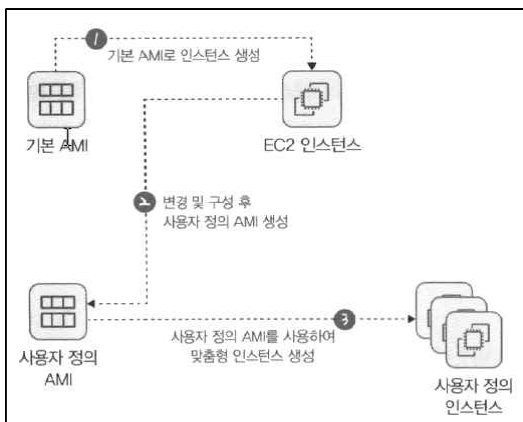 1
기본 AMI로 인스턴스 생성
기본 AMI
EC2 인스턴스
2
변경 및 구성 후
사용자 정의 AMI 생성
3
사용자 정의 AMI를 사용하여
맞춤형 인스턴스 생성
사용자 정의
AMI
사용자 정의
인스턴스